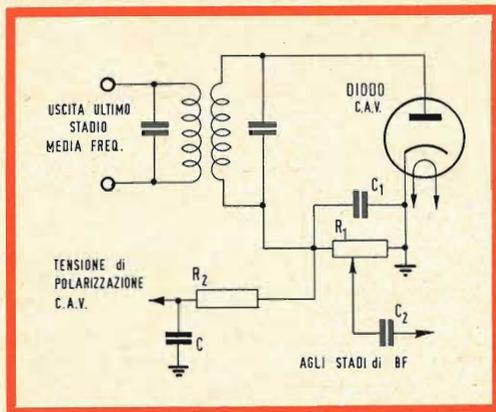 USCITA ULTIMO
STADIO
MEDIA FREQ.
DIODO
C.A.V.
C1
R1
TENSIONE di
POLARIZZAZIONE
C.A.V.
R2
C
C2
AGLI STADI di BF